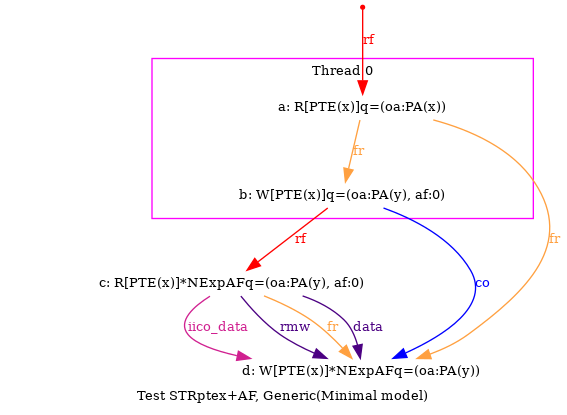 rf
Thread 0
a: R[PTE(x)]q=(oa:PA(x))
fr
b: W[PTE(x)]q=(oa:PA(y), af:0)
rf
fr
co
c: R[PTE(x)]*NExpAFq=(oa:PA(y), af:0)
iico_data
rmw
fr
data
d: W[PTE(x)]*NExpAFq=(oa:PA(y))
Test STRptex+AF, Generic(Minimal model)